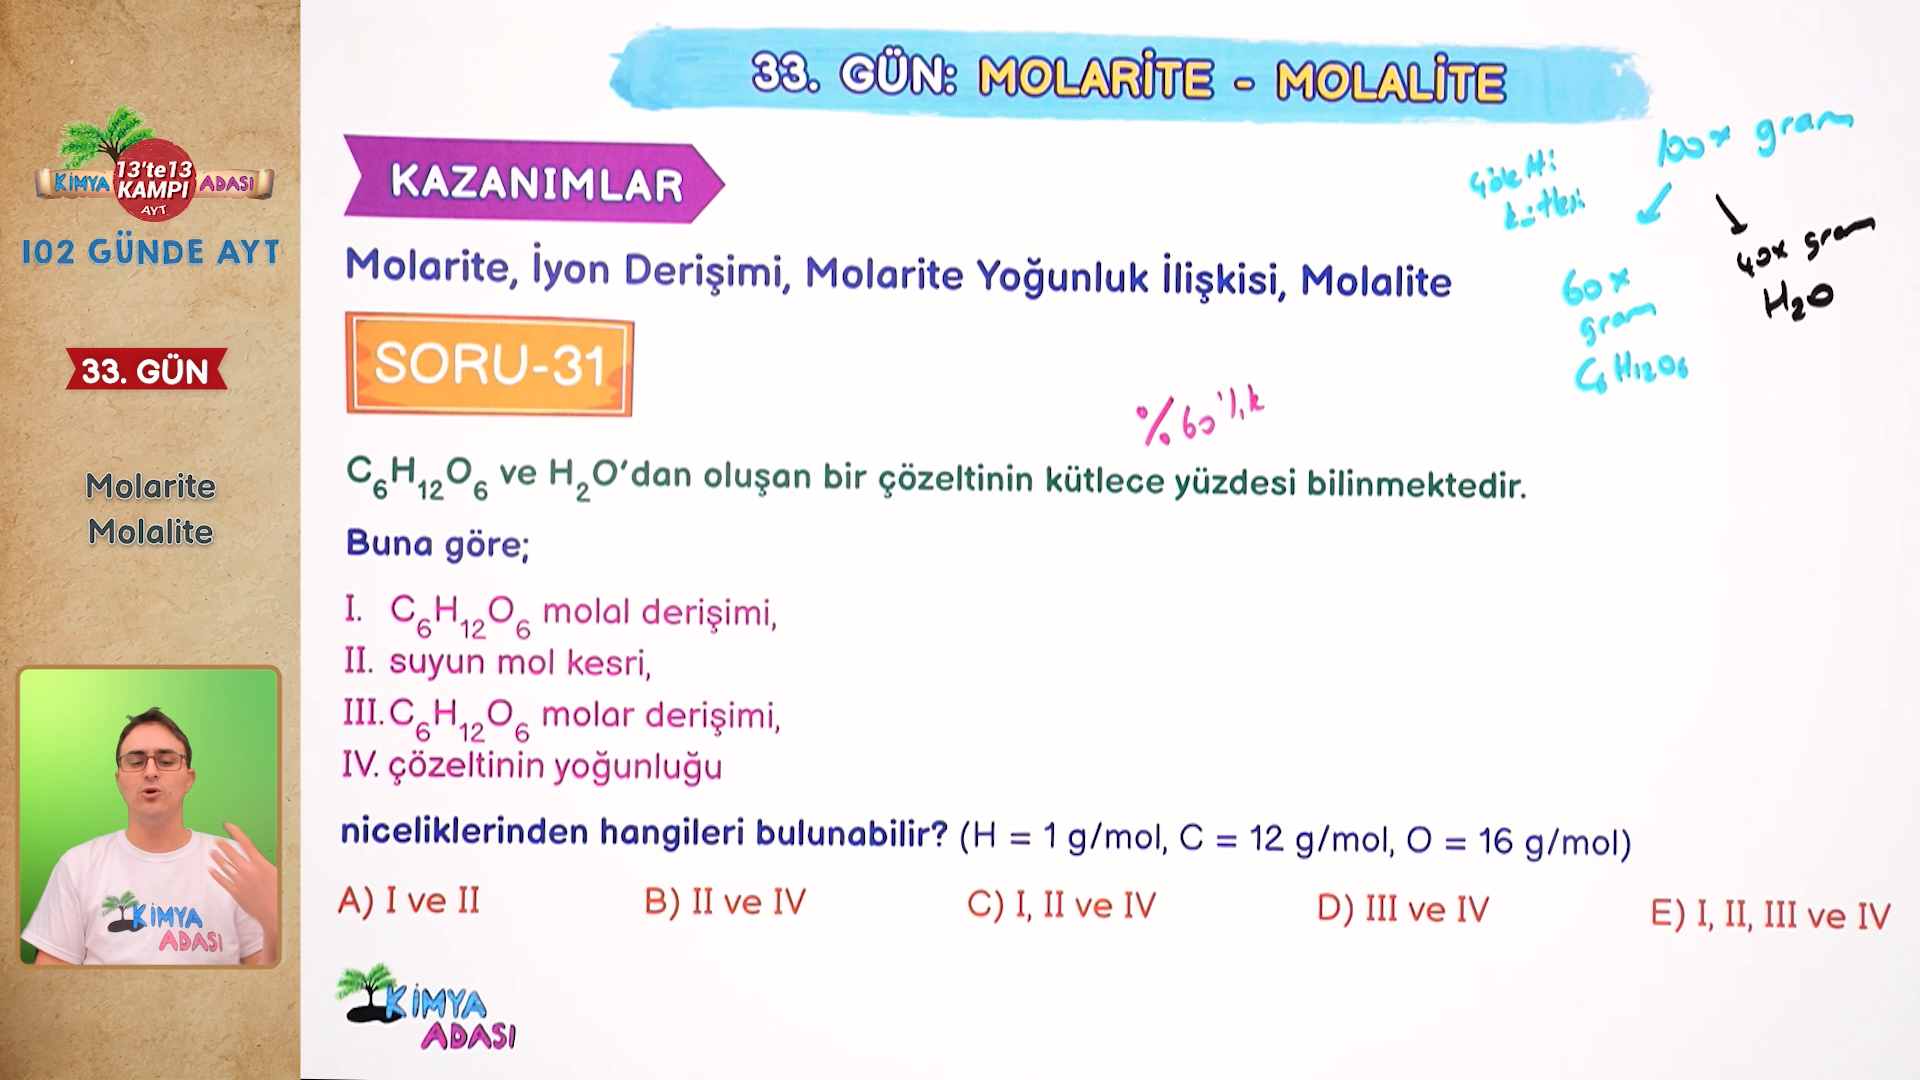 33. GÜN: MOLARİTE - MOLALİTE
KİMYA
13'te13
KAMPI
AYT
ADASI
102 GÜNDE AYT
33. GÜN
Molarite
Molalite
KAZANIMLAR
Molarite, İyon Derişimi, Molarite Yoğunluk İlişkisi, Molalite
100x gram
kütlesi
60x
gram
C6H12O6
40x gram
H2O
SORU-31
%60'lık
C6H12O6 ve H2O'dan oluşan bir çözeltinin kütlece yüzdesi bilinmektedir.
Buna göre;
I. C6H12O6 molal derişimi,
II. suyun mol kesri,
III. C6H12O6 molar derişimi,
IV. çözeltinin yoğunluğu
niceliklerinden hangileri bulunabilir? (H = 1 g/mol, C = 12 g/mol, O = 16 g/mol)
A) I ve II
B) II ve IV
C) I, II ve IV
D) III ve IV
E) I, II, III ve IV
KİMYA
ADASI
KİMYA
ADASI